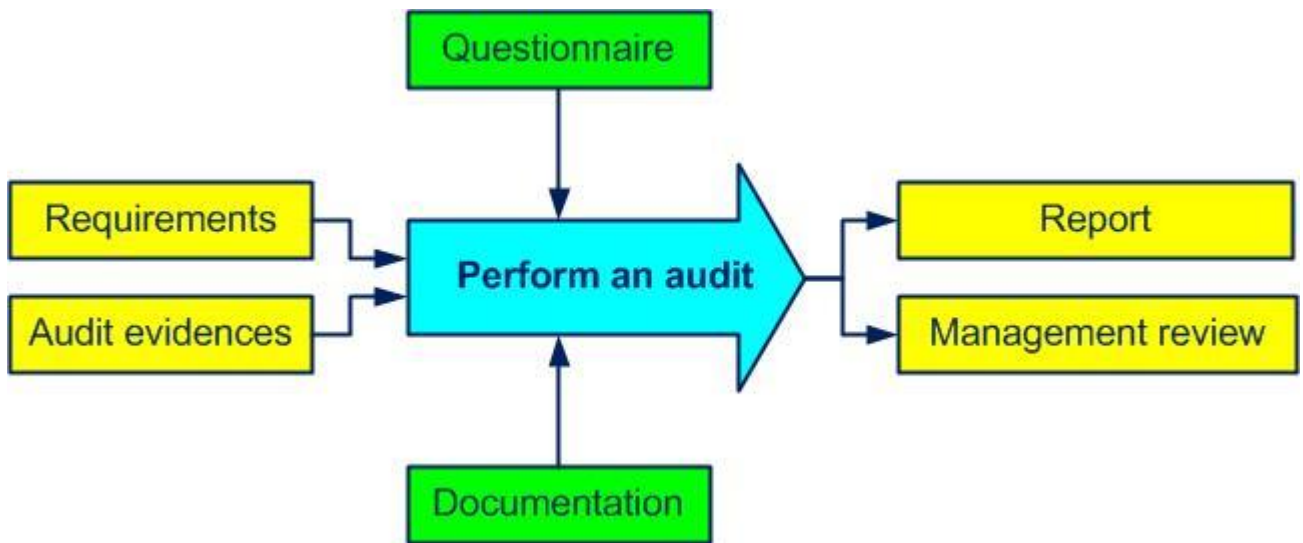 Questionnaire
Requirements
Audit evidences
Perform an audit
Report
Management review
Documentation